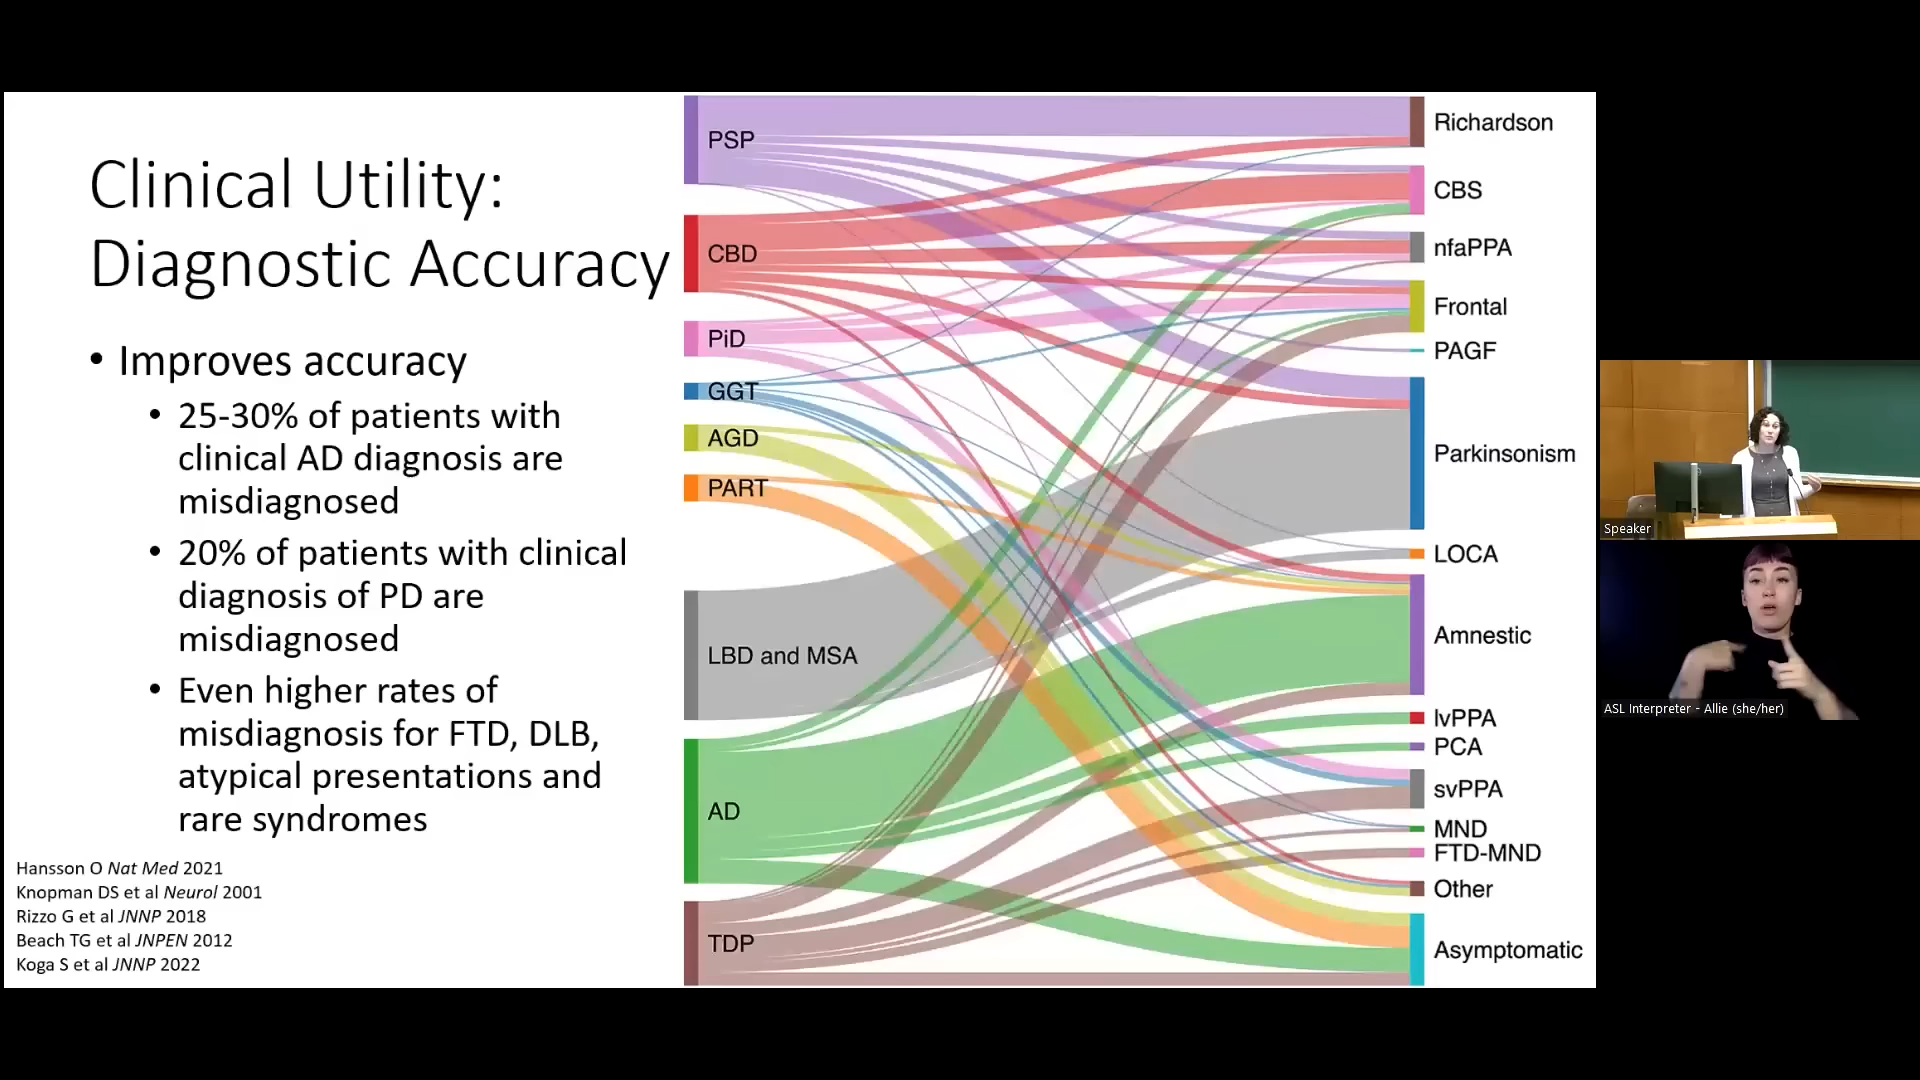 Clinical Utility:
Diagnostic Accuracy
• Improves accuracy
• 25-30% of patients with
clinical AD diagnosis are
misdiagnosed
• 20% of patients with clinical
diagnosis of PD are
misdiagnosed
• Even higher rates of
misdiagnosis for FTD, DLB,
atypical presentations and
rare syndromes
Hansson O Nat Med 2021
Knopman DS et al Neurol 2001
Rizzo G et al JNNP 2018
Beach TG et al JNPEN 2012
Koga S et al JNNP 2022
PSP
CBD
PiD
GGT
AGD
PART
LBD and MSA
AD
TDP
Richardson
CBS
nfaPPA
Frontal
PAGF
Parkinsonism
LOCA
Amnestic
lvPPA
PCA
svPPA
MND
FTD-MND
Other
Asymptomatic
Speaker
ASL Interpreter - Allie (she/her)